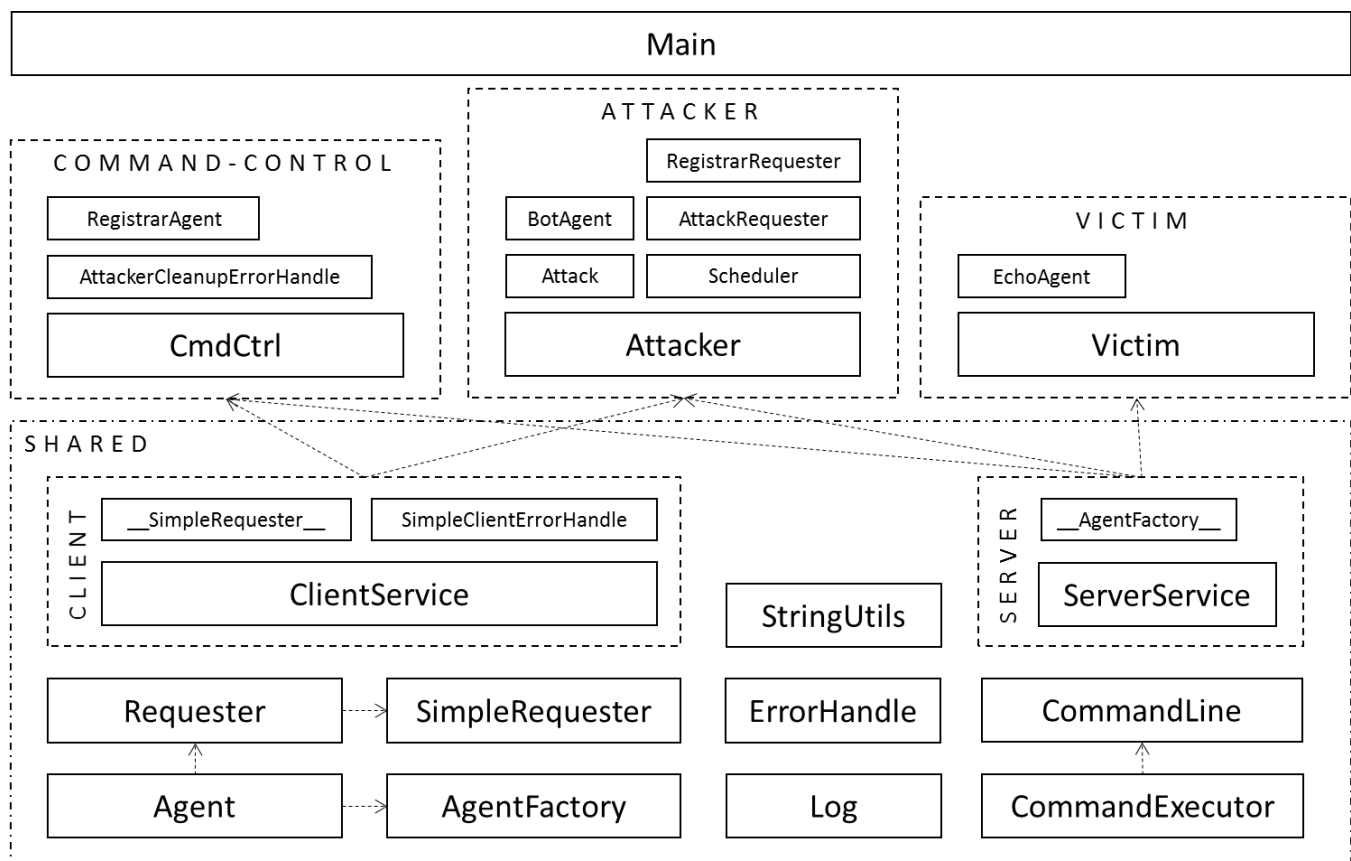 Main
COMMAND-CONTROL
RegistrarAgent
AttackerCleanupErrorHandle
CmdCtrl
ATTACKER
RegistrarRequester
BotAgent
AttackRequester
Attack
Scheduler
Attacker
VICTIM
EchoAgent
Victim
SHARED
CLIENT
__SimpleRequester__
SimpleClientErrorHandle
ClientService
StringUtils
SERVER
__AgentFactory__
ServerService
Requester
SimpleRequester
ErrorHandle
CommandLine
Agent
AgentFactory
Log
CommandExecutor